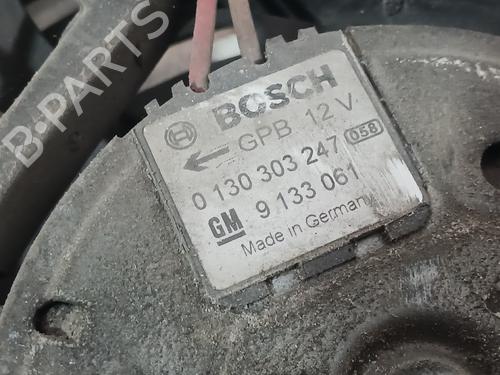 BOSCH
GPB 12 V
0 130 303 247 058
GM 9 133 061
Made in Germany
B-PARTS